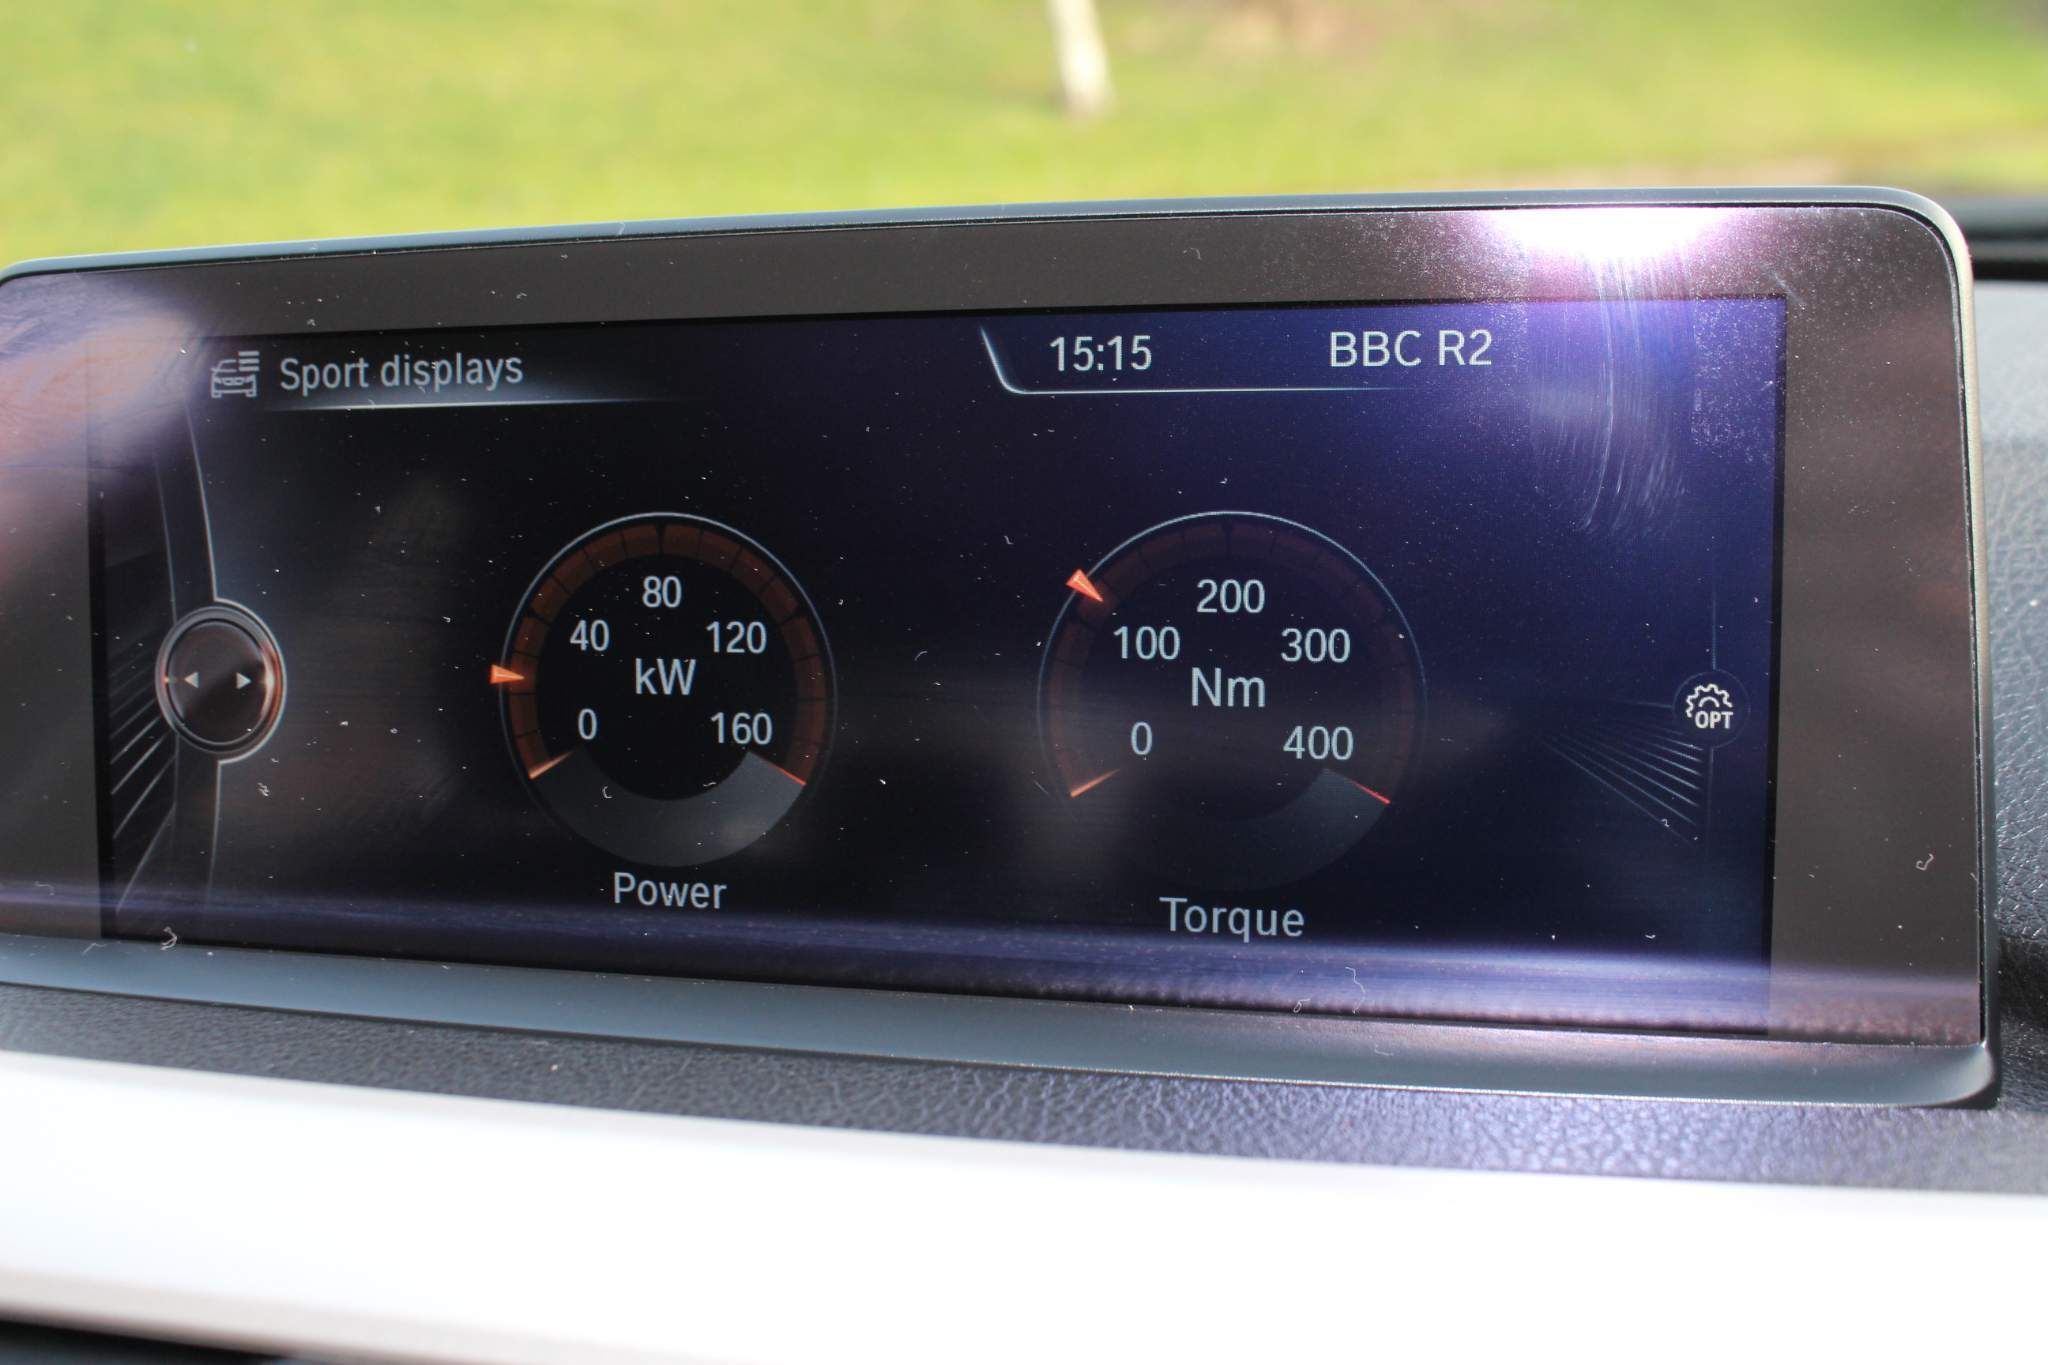 Sport displays
15:15
BBC R2
80
40
120
kW
0
160
Power
200
100
300
Nm
0
400
Torque
OPT